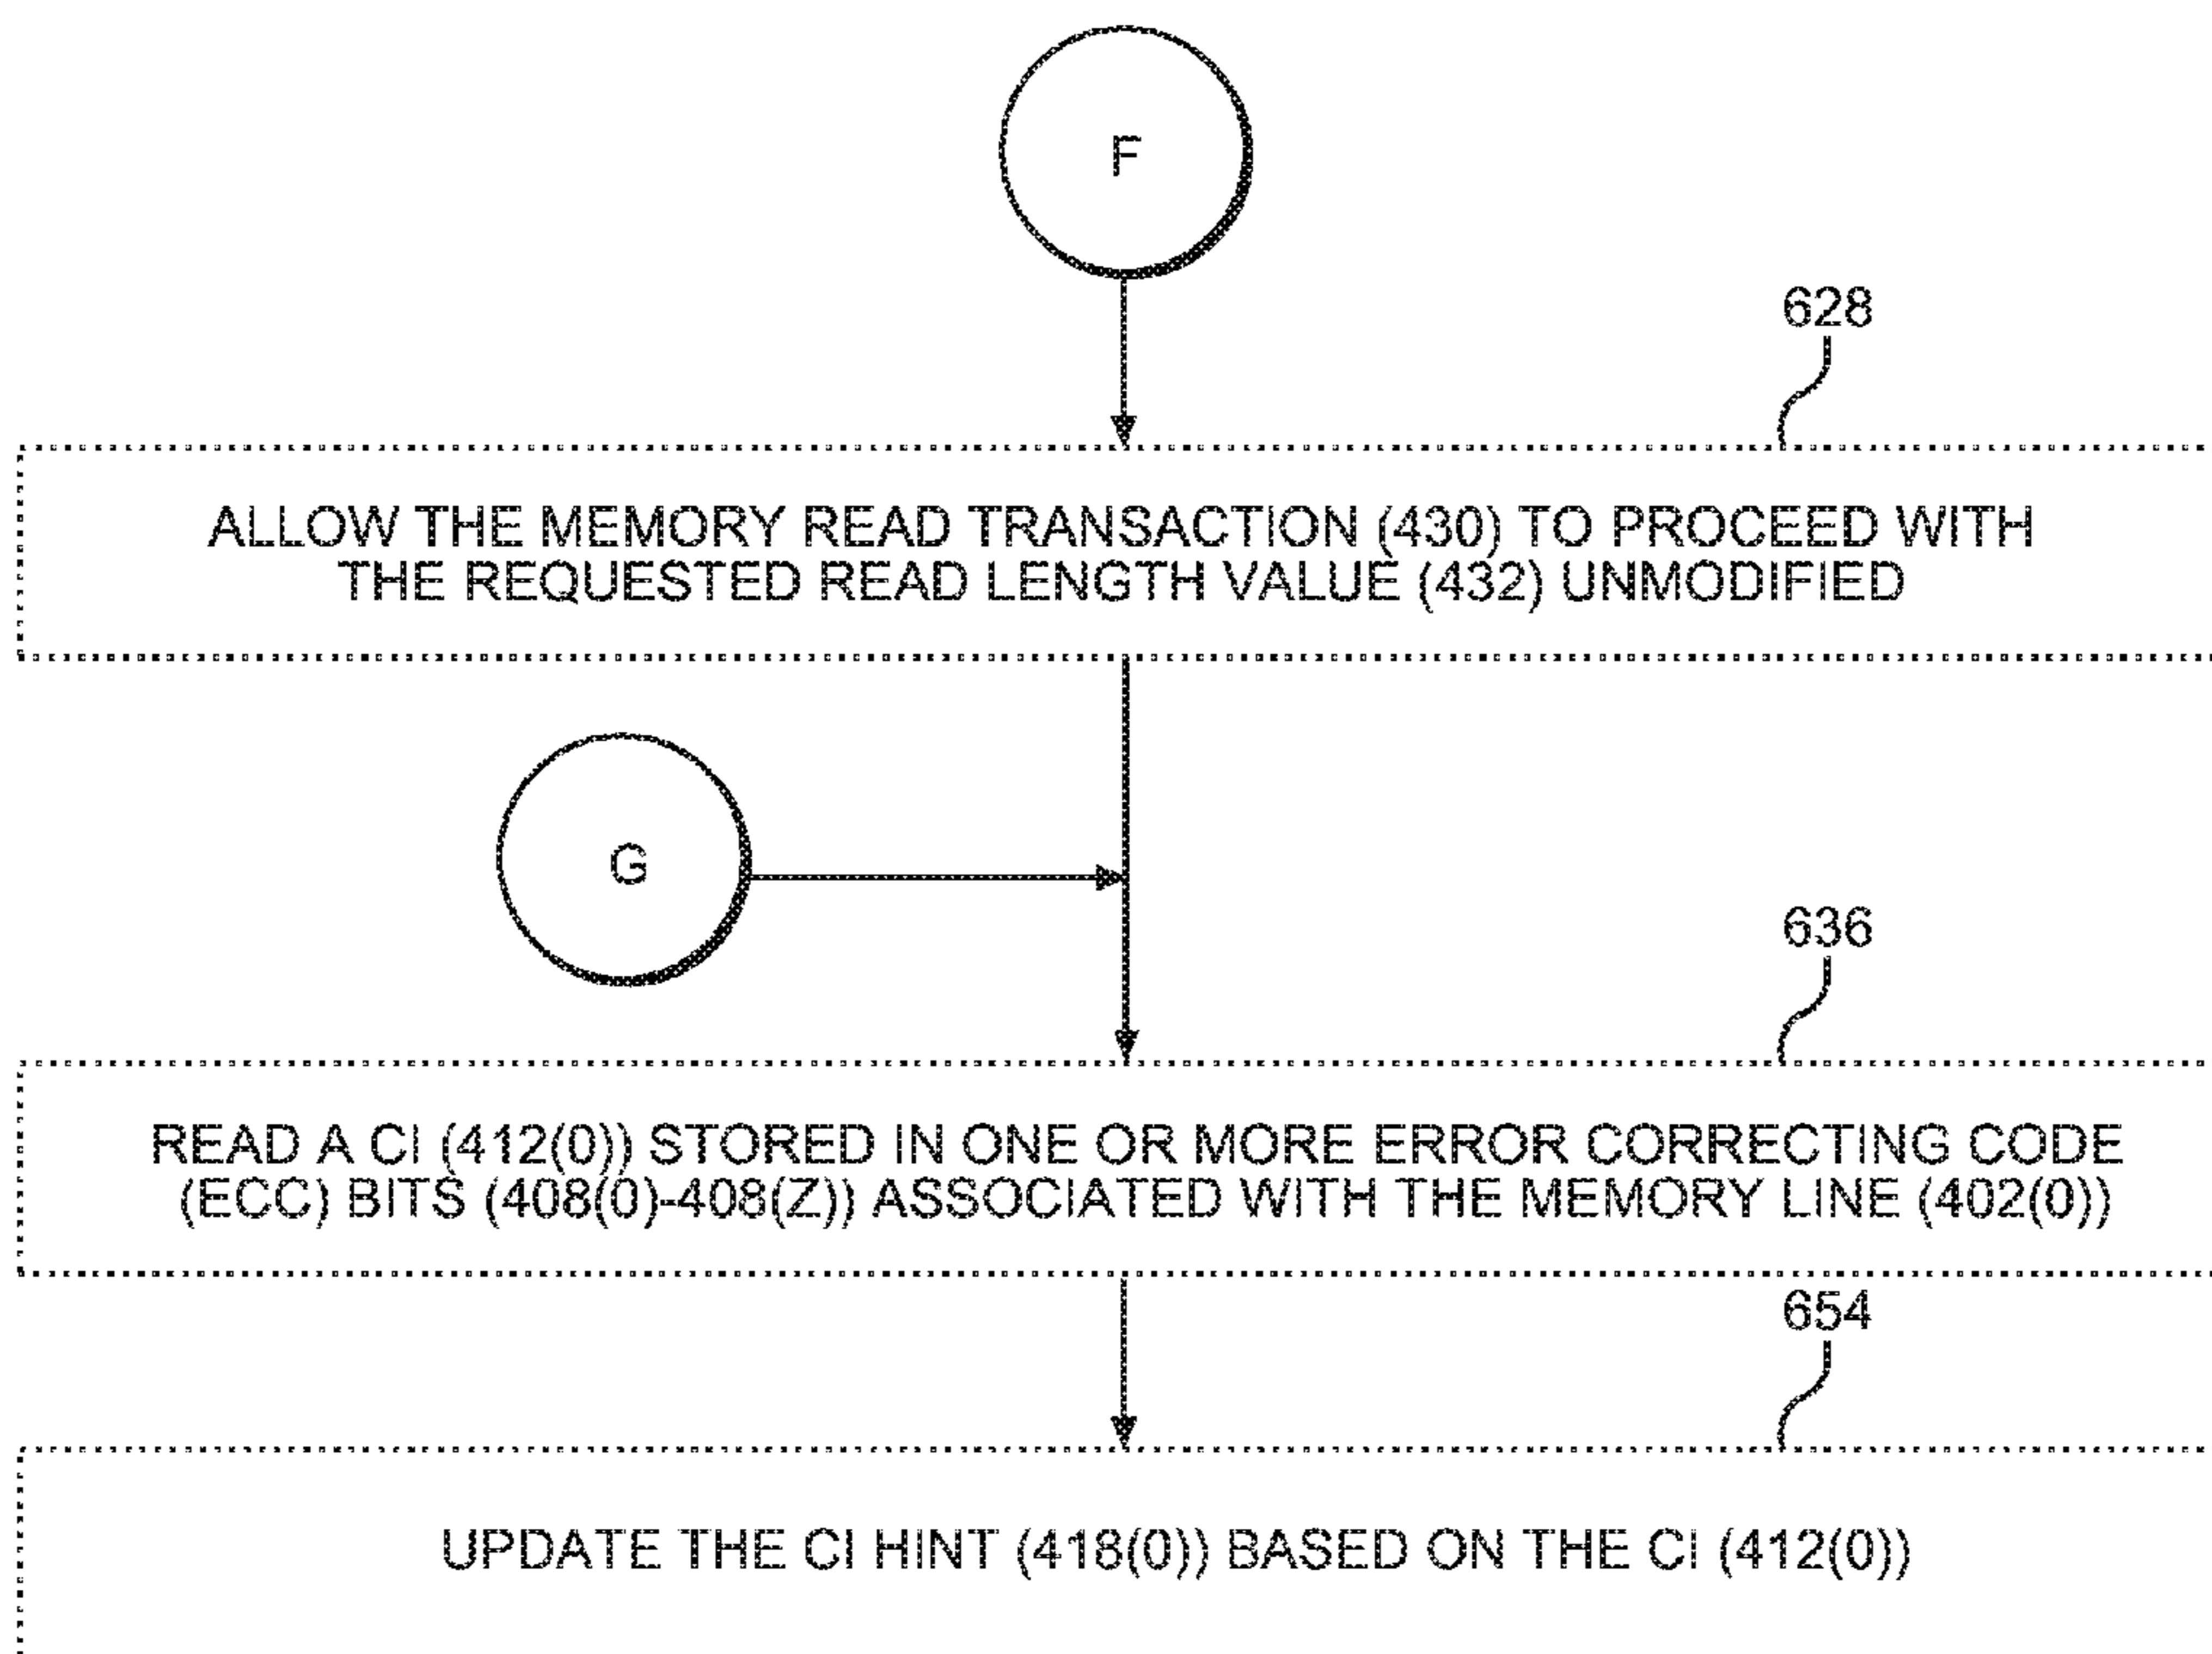 F
628
ALLOW THE MEMORY READ TRANSACTION (430) TO PROCEED WITH
THE REQUESTED READ LENGTH VALUE (432) UNMODIFIED
G
636
READ A CI (412(0)) STORED IN ONE OR MORE ERROR CORRECTING CODE
(ECC) BITS (408(0)-408(Z)) ASSOCIATED WITH THE MEMORY LINE (402(0))
654
UPDATE THE CI HINT (418(0)) BASED ON THE CI (412(0))